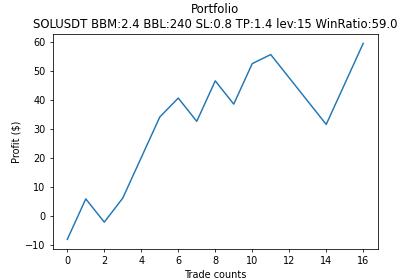 Portfolio
SOLUSDT BBM:2.4 BBL:240 SL:0.8 TP:1.4 lev:15 WinRatio:59.0
Profit ($)
60
50
40
30
20
10
0
−10
0 2 4 6 8 10 12 14 16
Trade counts